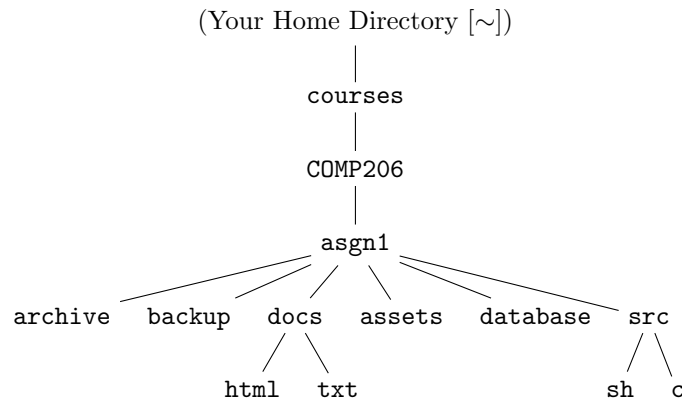 (Your Home Directory [∼])
courses
COMP206
asgn1
archive backup docs assets database src
html txt sh c